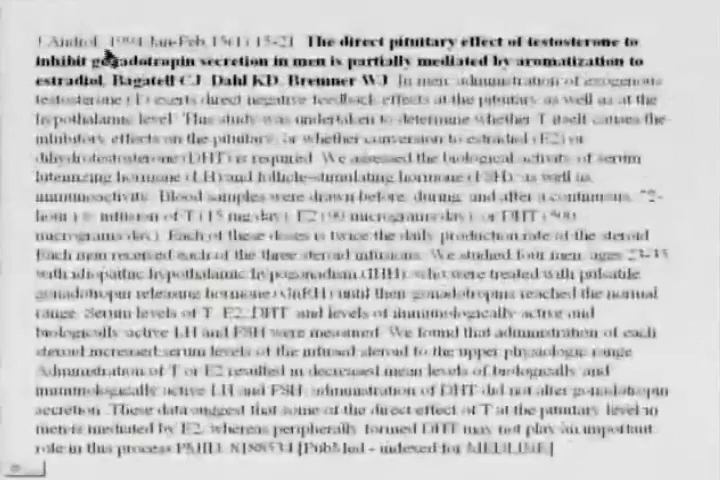 J Androl. 1994 Jan-Feb;15(1):15-21. The direct pituitary effect of testosterone to
inhibit gonadotropin secretion in men is partially mediated by aromatization to
estradiol. Bagatell CJ, Dahl KD, Bremner WJ. In men, administration of exogenous
testosterone (T) exerts direct negative feedback effects at the pituitary as well as at the
hypothalamic level. This study was undertaken to determine whether T itself causes the
inhibitory effects on the pituitary, or whether conversion to estradiol (E2) or
dihydrotestosterone (DHT) is required. We assessed the biological activity of serum
luteinizing hormone (LH) and follicle-stimulating hormone (FSH), as well as
immunoactivity. Blood samples were drawn before, during, and after a continuous, 72-
hour i.v. infusion of T (15 mg/day), E2 (90 micrograms/day), or DHT
micrograms/day). Each of these doses is twice the daily production rate of the steroid.
Each men received each of the three steroid infusions. We studied four men, ages 23-35
with idiopathic hypothalamic hypogonadism (IHH), who were treated with pulsatile
gonadotropin releasing hormone (GnRH) until their gonadotropins reached the normal
range. Serum levels of T, E2, DHT, and levels of immunologically active and
biologically active LH and FSH were measured. We found that administration of each
steroid increased serum levels of the infused steroid to the upper physiologic range.
Administration of T or E2 resulted in decreased mean levels of biologically and
immunologically active LH and FSH; administration of DHT did not alter gonadotropin
secretion. These data suggest that some of the direct effect of T at the pituitary level in
men is mediated by E2, whereas peripherally formed DHT may not play an important
role in this process PMID: 8188534 [PubMed - indexed for MEDLINE]